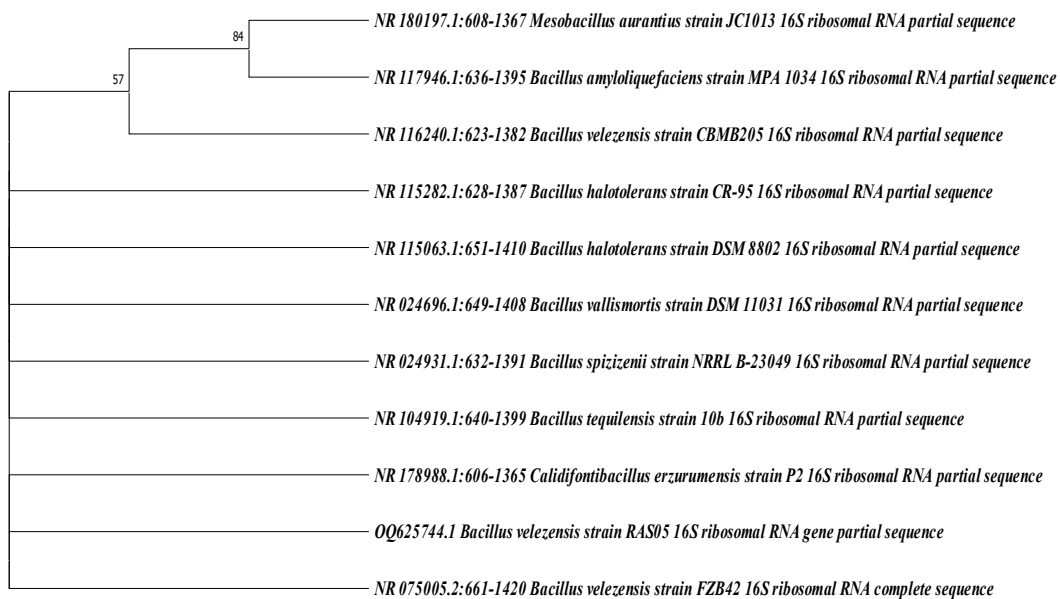 NR 180197.1:608-1367 Mesobacillus aurantius strain JC1013 16S ribosomal RNA partial sequence
84
NR 117946.1:636-1395 Bacillus amyloliquefaciens strain MPA 1034 16S ribosomal RNA partial sequence
57
NR 116240.1:623-1382 Bacillus velezensis strain CBMB205 16S ribosomal RNA partial sequence
NR 115282.1:628-1387 Bacillus halotolerans strain CR-95 16S ribosomal RNA partial sequence
NR 115063.1:651-1410 Bacillus halotolerans strain DSM 8802 16S ribosomal RNA partial sequence
NR 024696.1:649-1408 Bacillus vallismortis strain DSM 11031 16S ribosomal RNA partial sequence
NR 024931.1:632-1391 Bacillus spizizenii strain NRRL B-23049 16S ribosomal RNA partial sequence
NR 104919.1:640-1399 Bacillus tequilensis strain 10b 16S ribosomal RNA partial sequence
NR 178988.1:606-1365 Calidifontibacillus erzurumensis strain P2 16S ribosomal RNA partial sequence
OQ625744.1 Bacillus velezensis strain RAS05 16S ribosomal RNA gene partial sequence
NR 075005.2:661-1420 Bacillus velezensis strain FZB42 16S ribosomal RNA complete sequence